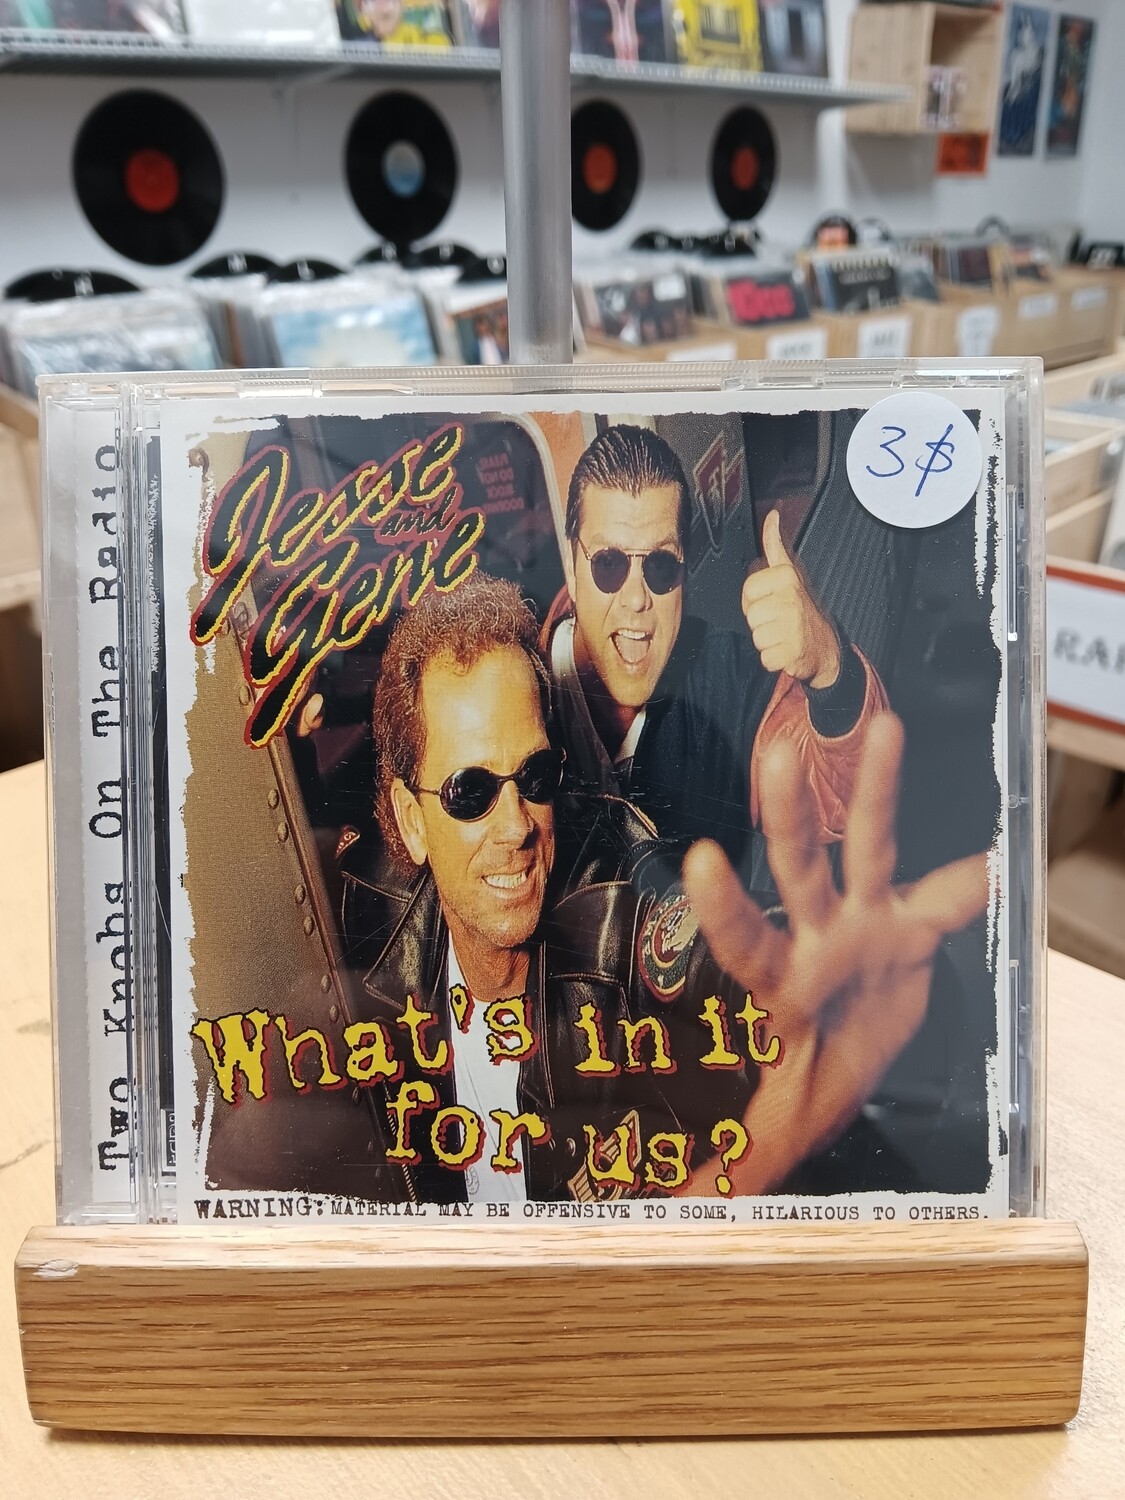 Two Knobs On The Radio
Jesse
and
Gene
3$
What's in it
for us?
WARNING: MATERIAL MAY BE OFFENSIVE TO SOME, HILARIOUS TO OTHERS.